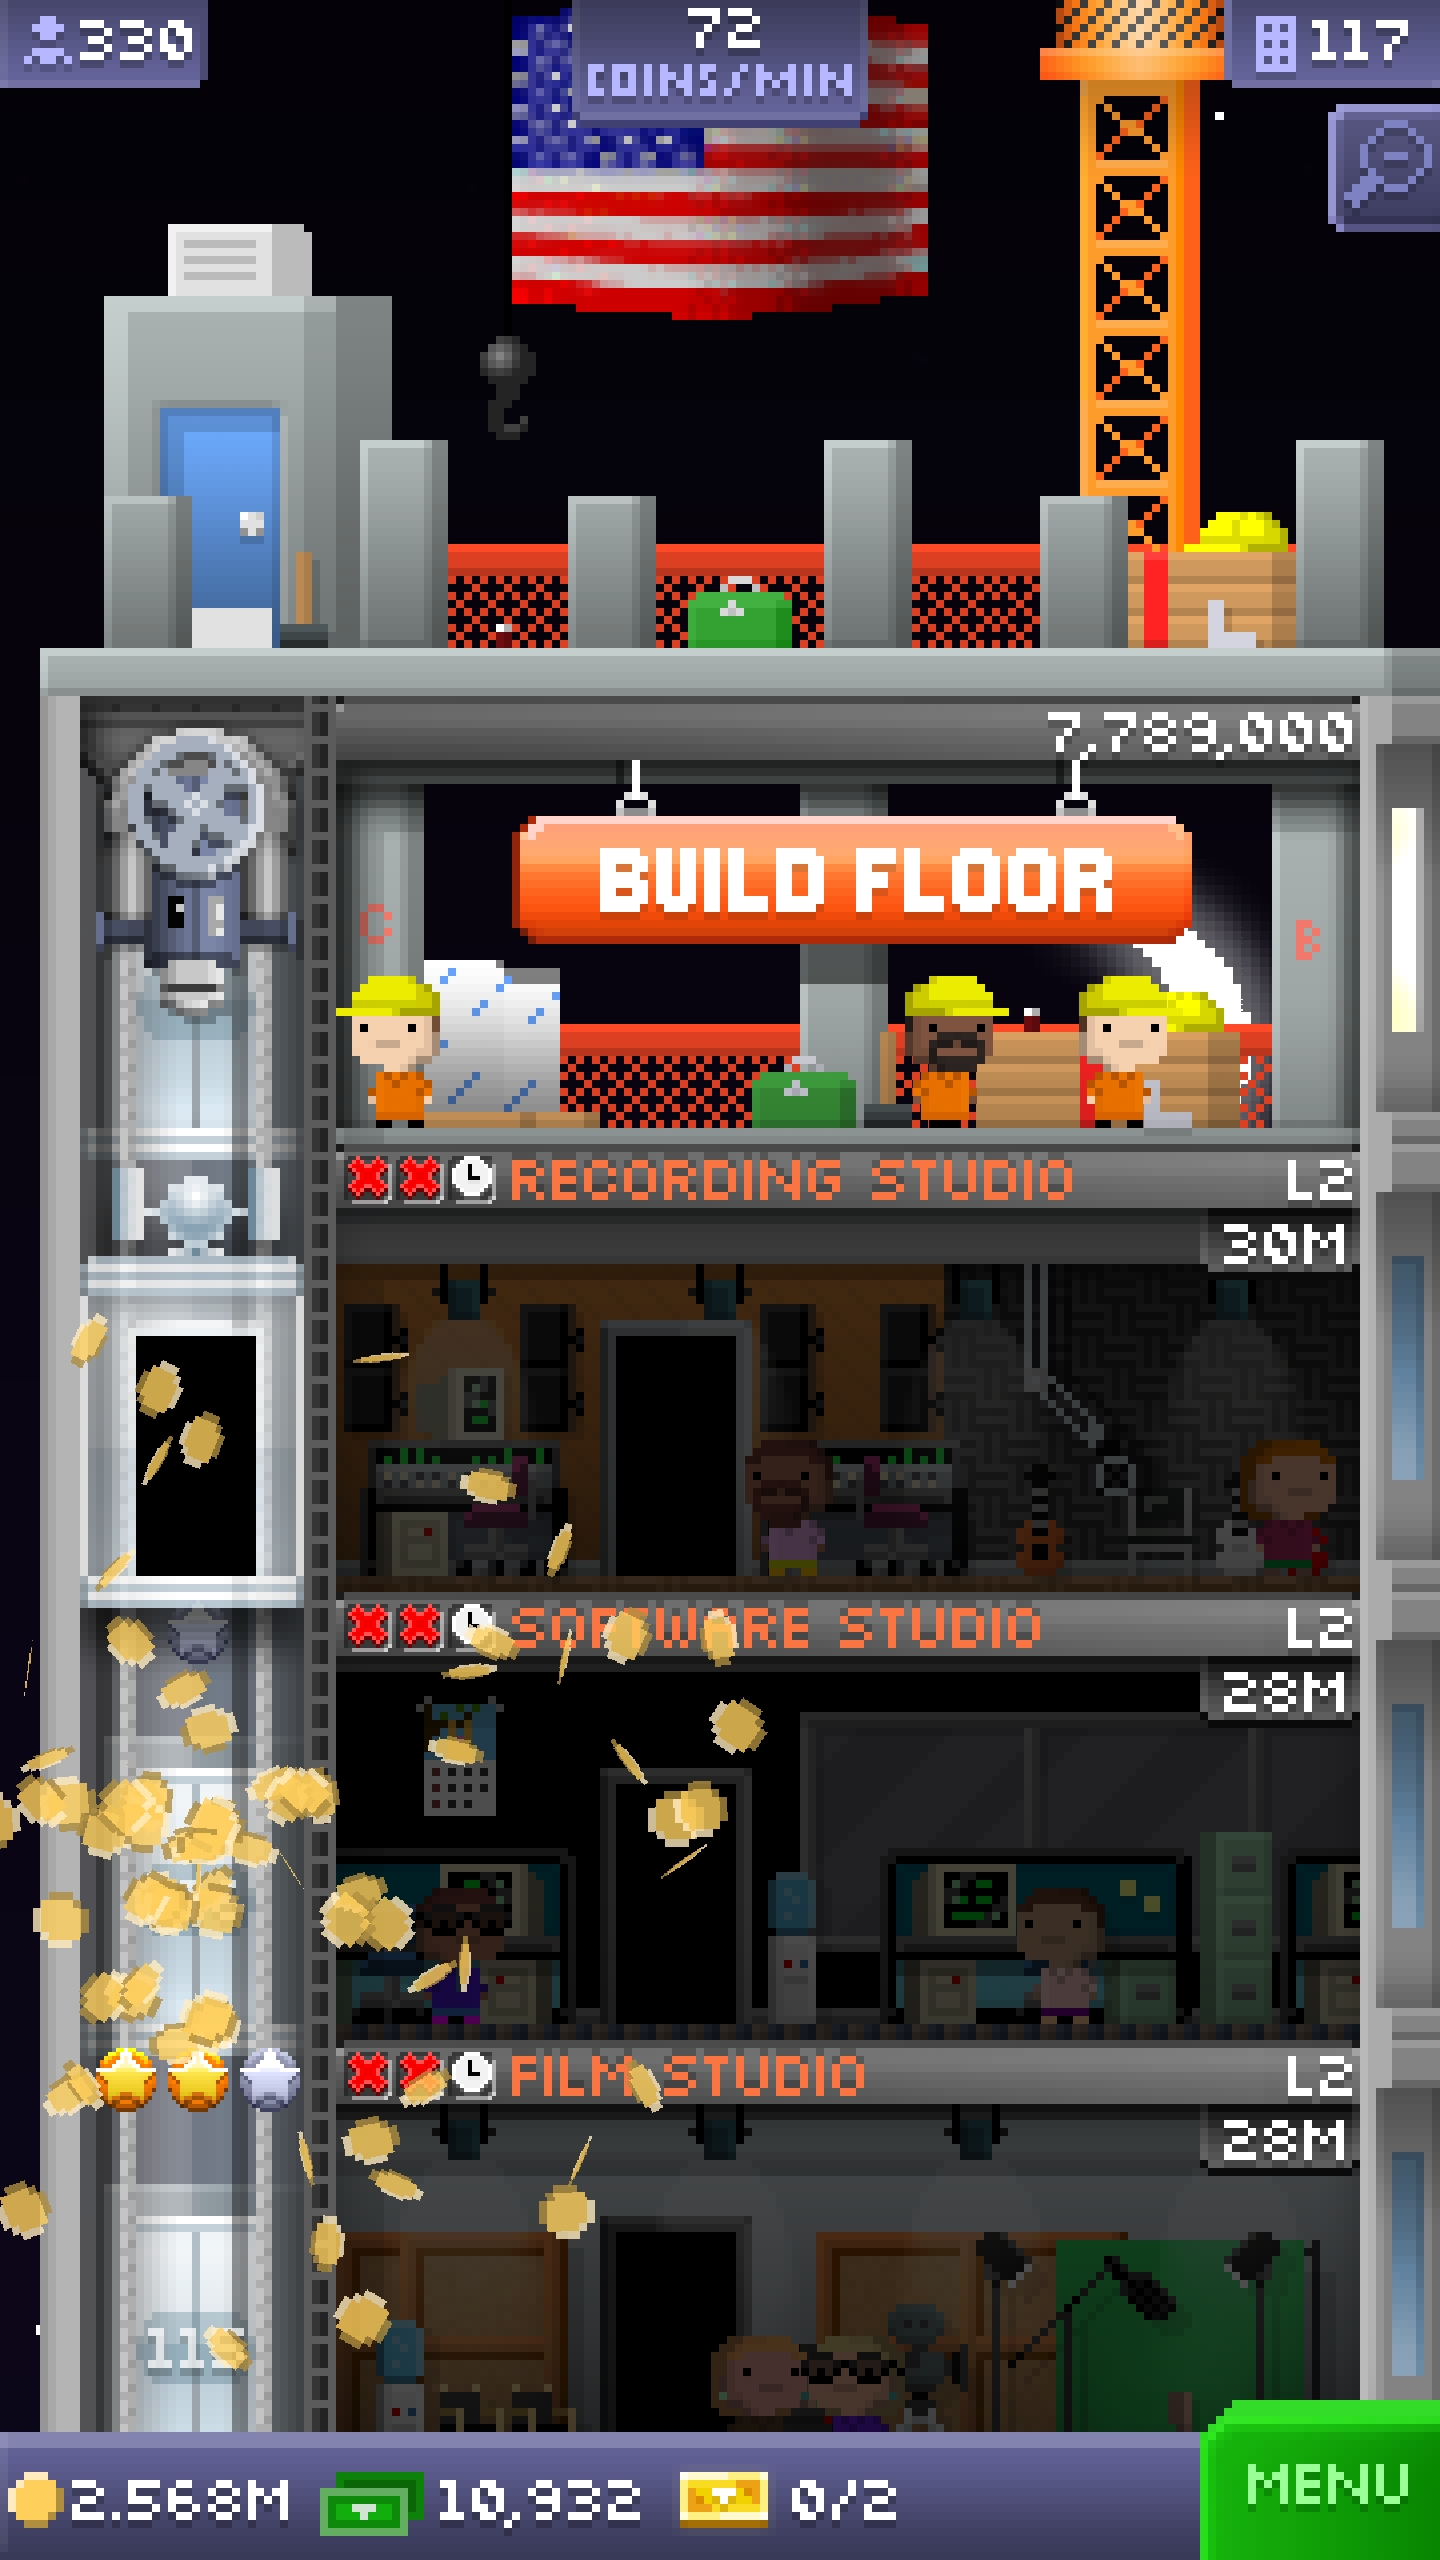 330
72
COINS/MIN
117
7,789,000
BUILD FLOOR
C
B
RECORDING STUDIO L2
30M
SOFTWARE STUDIO L2
28M
FILM STUDIO L2
28M
2.568M 10,932 0/2
MENU